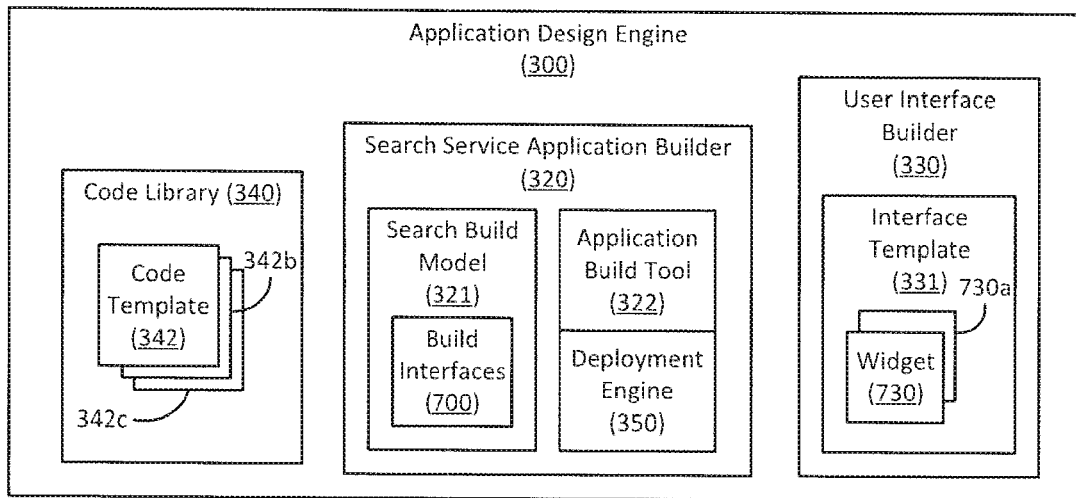 Application Design Engine
(300)
Code Library (340)
Code
Template
(342)
342b
342c
Search Service Application Builder
(320)
Search Build
Model
(321)
Build
Interfaces
(700)
Application
Build Tool
(322)
Deployment
Engine
(350)
User Interface
Builder
(330)
Interface
Template
(331)
730a
Widget
(730)